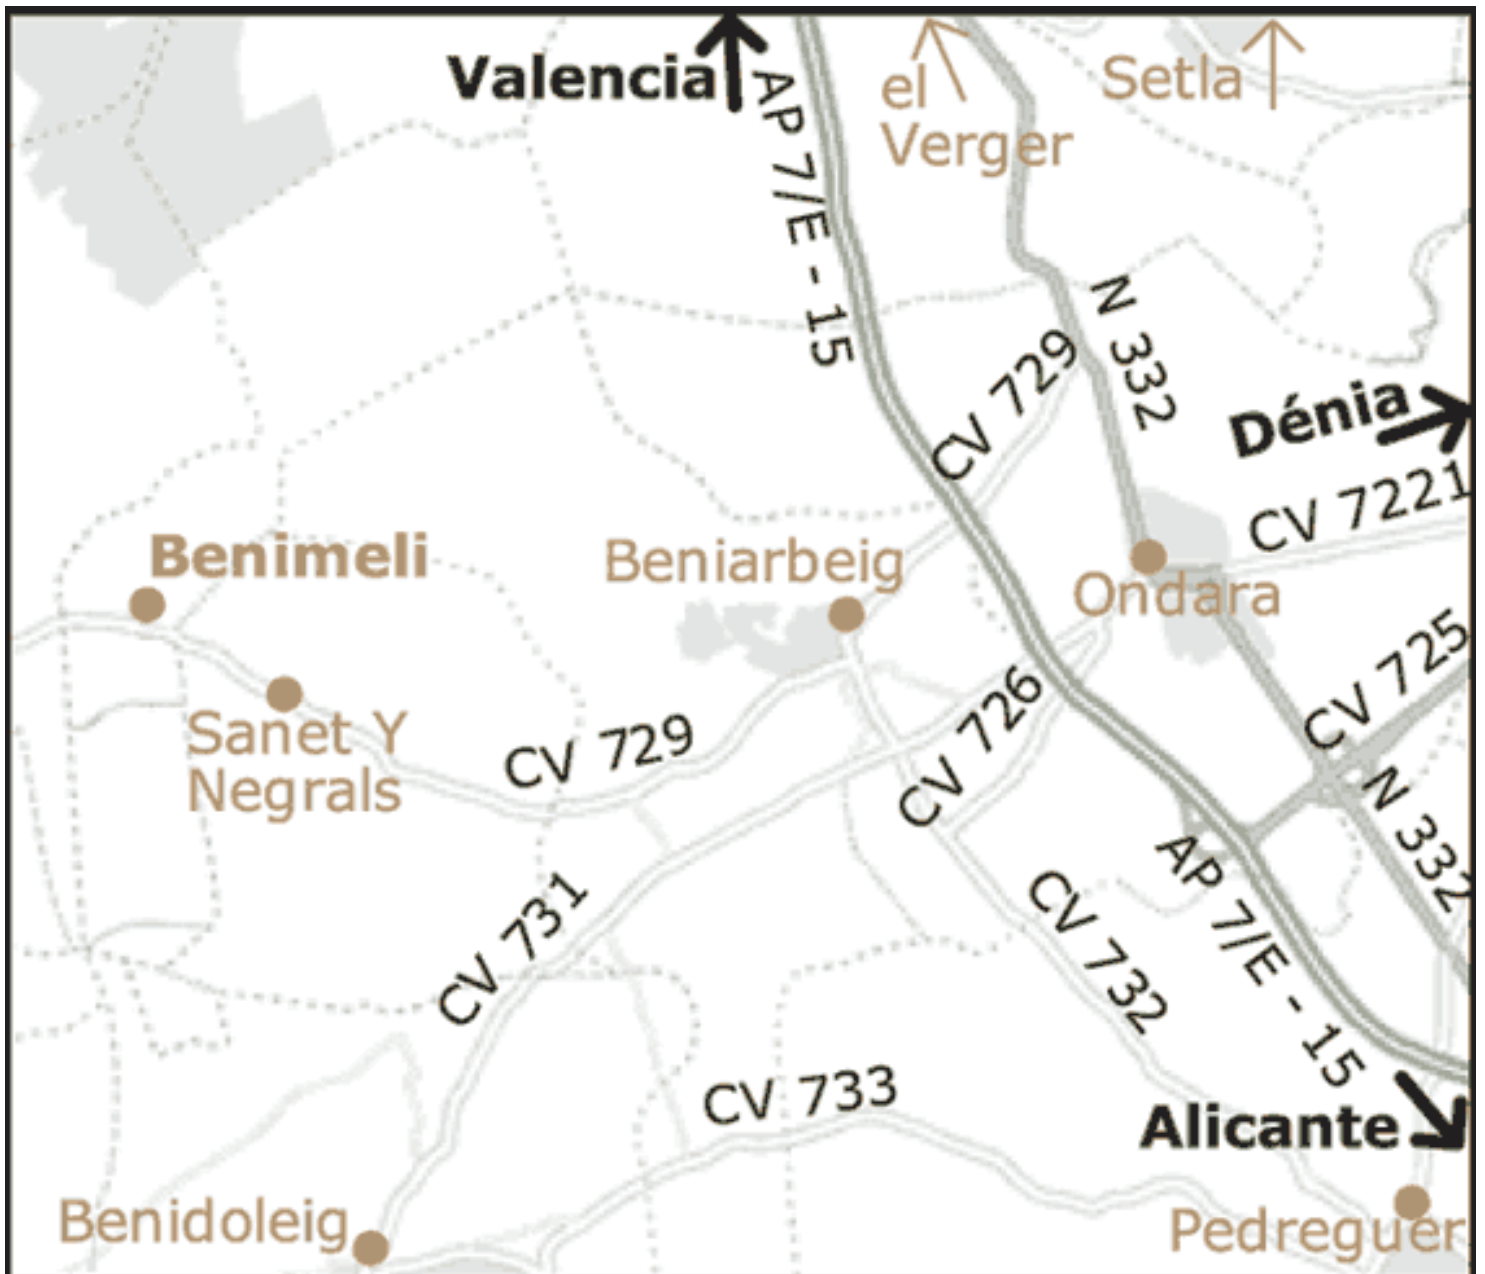 Valencia
AP 7/E - 15
el
Verger
Setla
N 332
CV 729
Dénia
CV 7221
Benimeli
Beniarbeig
Ondara
CV 725
Sanet Y
Negrals
CV 729
CV 726
N 332
AP 7/E - 15
CV 731
CV 732
CV 733
Alicante
Benidoleig
Pedreguer